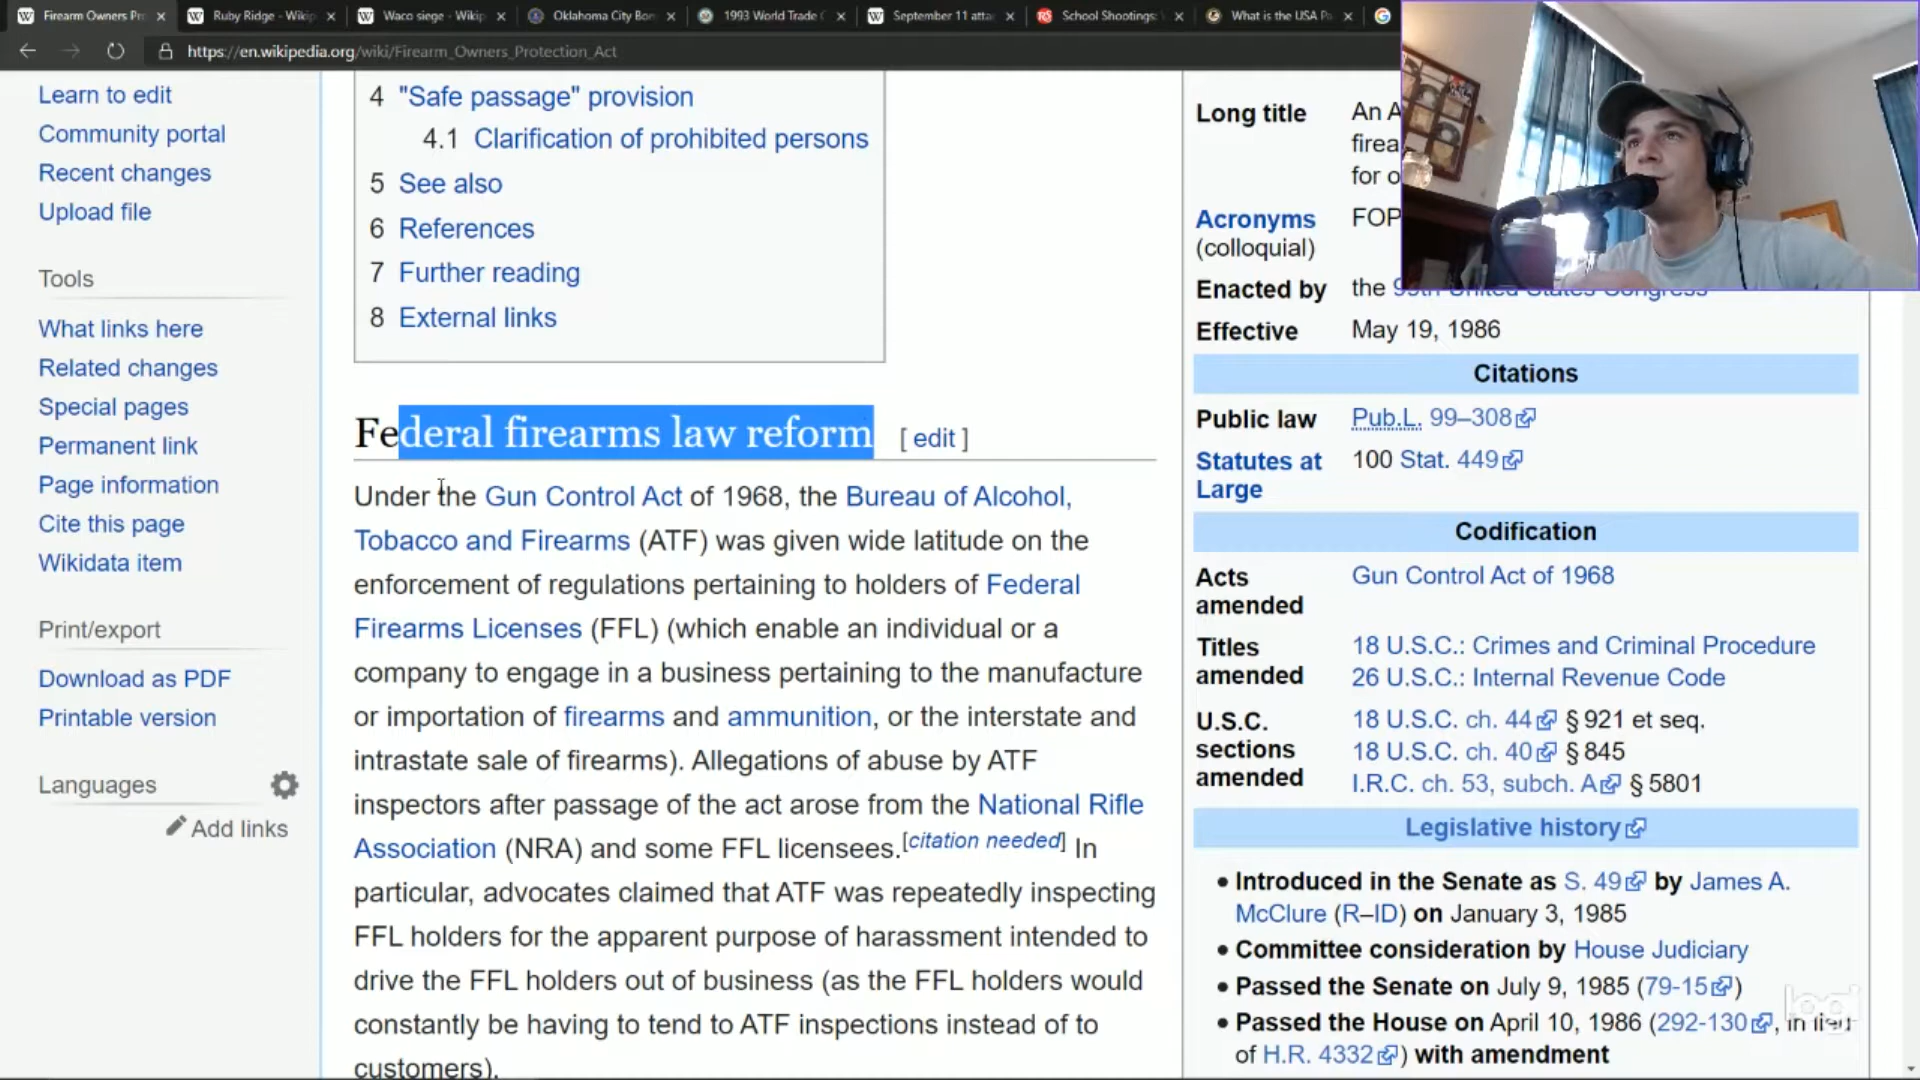 Firearm Owners Pr
Ruby Ridge - Wikip
Waco siege - Wikip
Oklahoma City Bom
1993 World Trade C
September 11 atta
School Shootings:
What is the USA Pa
https://en.wikipedia.org/wiki/Firearm_Owners_Protection_Act
Learn to edit
Community portal
Recent changes
Upload file
Tools
What links here
Related changes
Special pages
Permanent link
Page information
Cite this page
Wikidata item
Print/export
Download as PDF
Printable version
Languages
Add links
4 "Safe passage" provision
4.1 Clarification of prohibited persons
5 See also
6 References
7 Further reading
8 External links
Federal firearms law reform [ edit ]
Under the Gun Control Act of 1968, the Bureau of Alcohol,
Tobacco and Firearms (ATF) was given wide latitude on the
enforcement of regulations pertaining to holders of Federal
Firearms Licenses (FFL) (which enable an individual or a
company to engage in a business pertaining to the manufacture
or importation of firearms and ammunition, or the interstate and
intrastate sale of firearms). Allegations of abuse by ATF
inspectors after passage of the act arose from the National Rifle
Association (NRA) and some FFL licensees.[citation needed] In
particular, advocates claimed that ATF was repeatedly inspecting
FFL holders for the apparent purpose of harassment intended to
drive the FFL holders out of business (as the FFL holders would
constantly be having to tend to ATF inspections instead of to
customers).
Long title An A
firea
for o
Acronyms FOP
(colloquial)
Enacted by the 99th United States Congress
Effective May 19, 1986
Citations
Public law Pub.L. 99–308
Statutes at 100 Stat. 449
Large
Codification
Acts Gun Control Act of 1968
amended
Titles 18 U.S.C.: Crimes and Criminal Procedure
amended 26 U.S.C.: Internal Revenue Code
U.S.C. 18 U.S.C. ch. 44 § 921 et seq.
sections 18 U.S.C. ch. 40 § 845
amended I.R.C. ch. 53, subch. A § 5801
Legislative history
• Introduced in the Senate as S. 49 by James A.
McClure (R–ID) on January 3, 1985
• Committee consideration by House Judiciary
• Passed the Senate on July 9, 1985 (79-15)
• Passed the House on April 10, 1986 (292-130, in lieu
of H.R. 4332) with amendment
logi